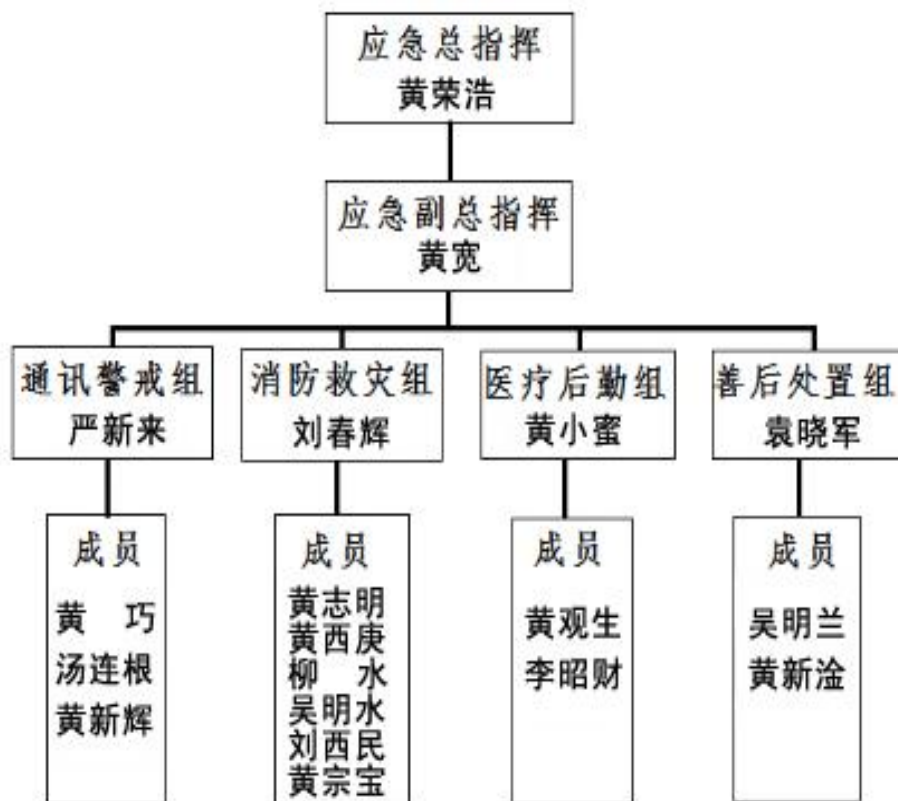 应急总指挥
黄荣浩
应急副总指挥
黄宽
通讯警戒组
严新来
消防救灾组
刘春辉
医疗后勤组
黄小蜜
善后处置组
袁晓军
成员
黄 巧
汤连根
黄新辉
成员
黄志明
黄西庚
柳 水
吴明水
刘西民
黄宗宝
成员
黄观生
李昭财
成员
吴明兰
黄新淦